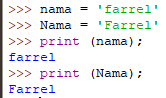 >>> nama = 'farrel'
>>> Nama = 'Farrel'
>>> print (nama);
farrel
>>> print (Nama);
Farrel